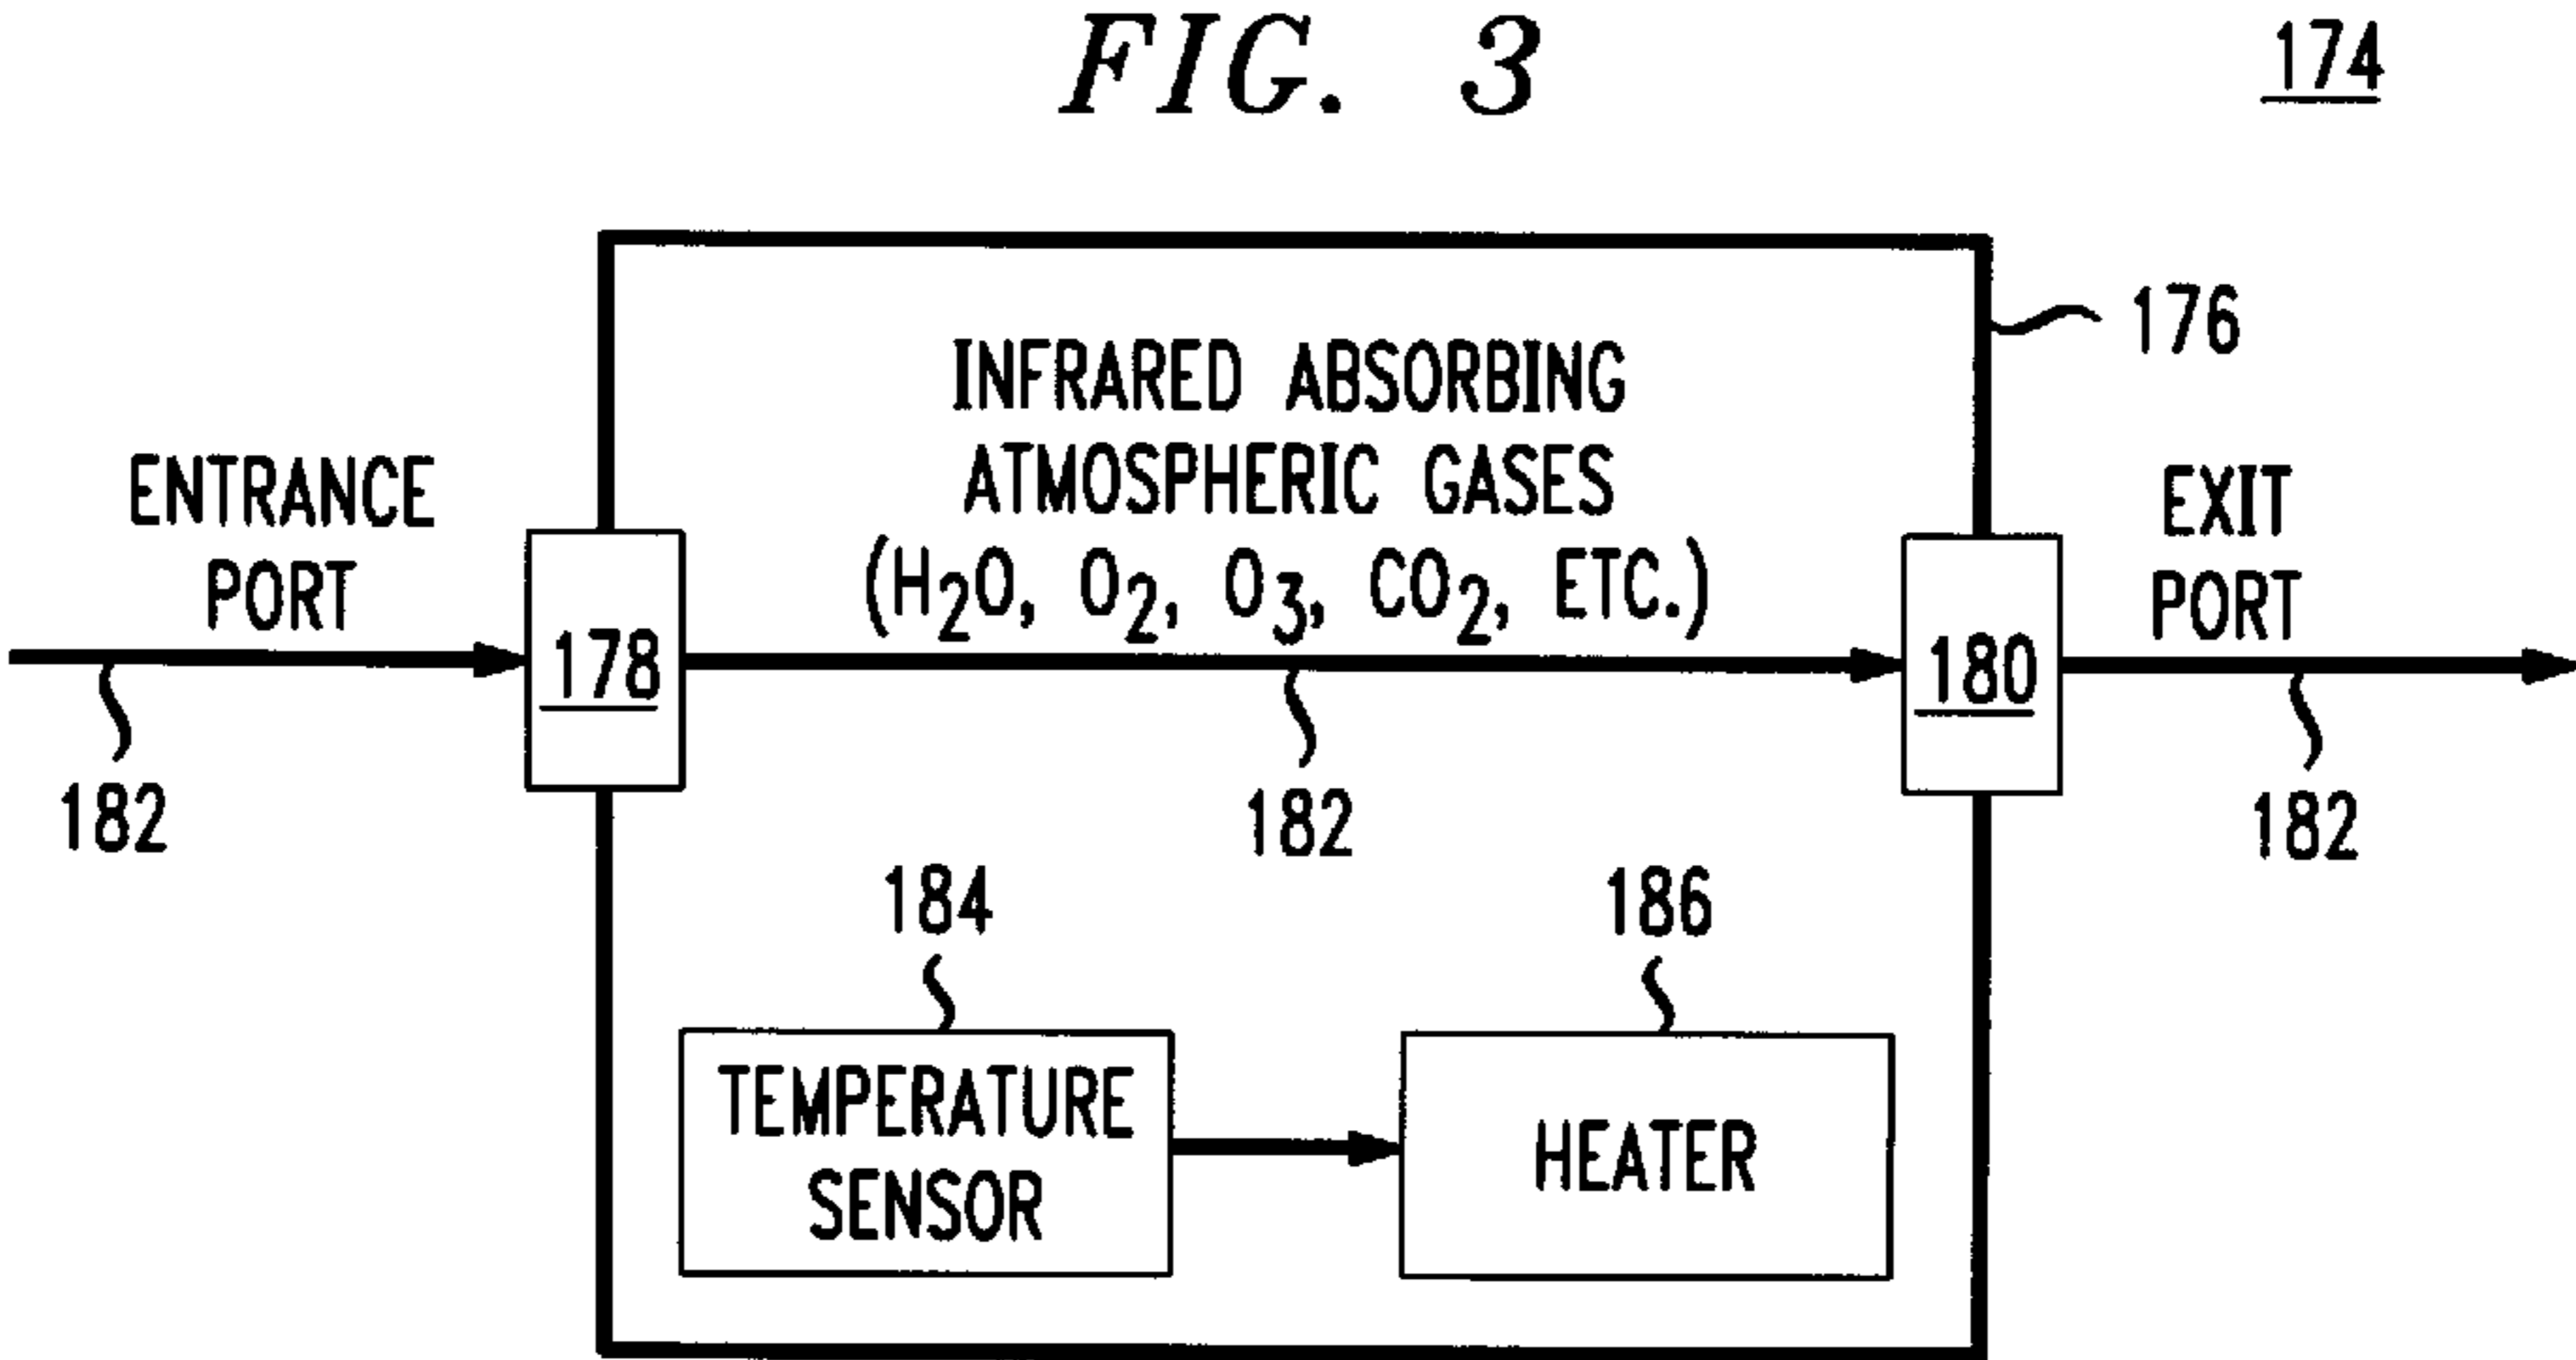 FIG. 3
174
176
INFRARED ABSORBING
ATMOSPHERIC GASES
(H₂O, O₂, O₃, CO₂, ETC.)
ENTRANCE
PORT
EXIT
PORT
178
180
182
182
182
184
186
TEMPERATURE
SENSOR
HEATER